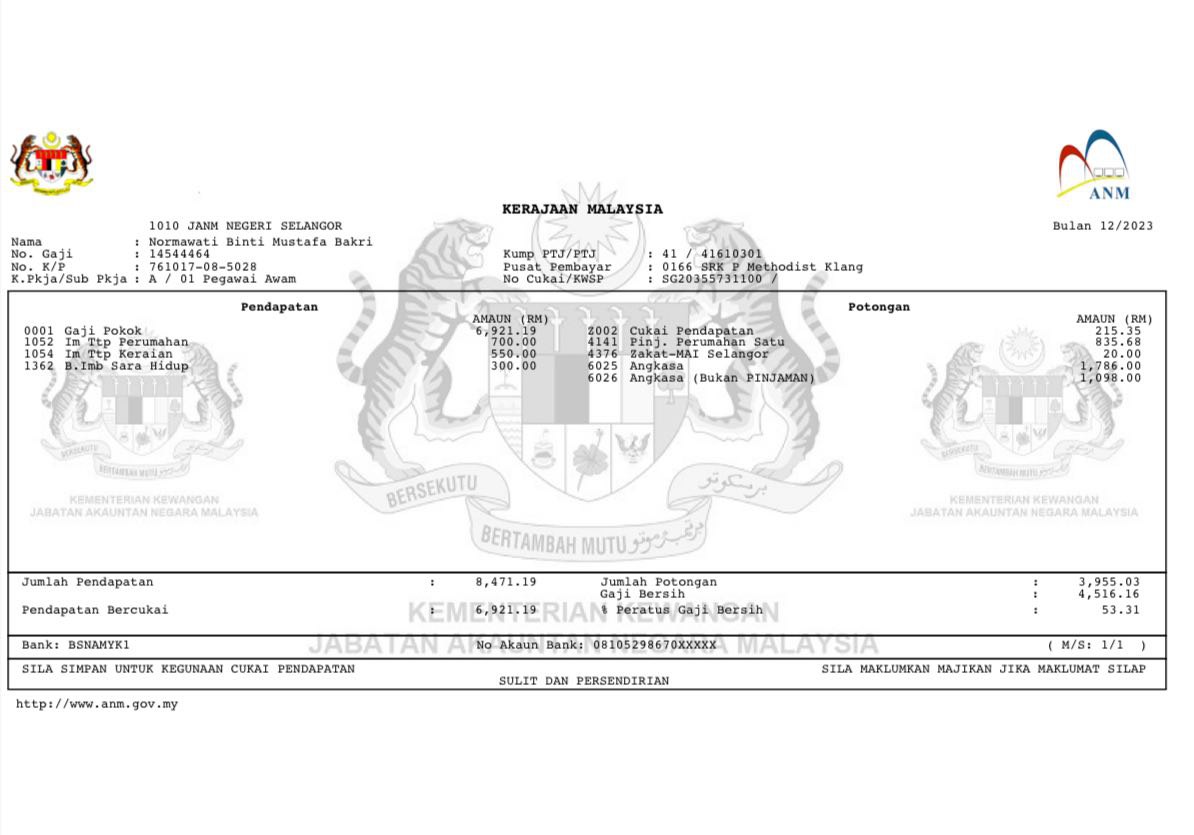 ANM
KERAJAAN MALAYSIA
1010 JANM NEGERI SELANGOR
Bulan 12/2023
Nama : Normawati Binti Mustafa Bakri
No. Gaji : 14544464
Kump PTJ/PTJ : 41 / 41610301
No. K/P : 761017-08-5028
Pusat Pembayar : 0166 SRK P Methodist Klang
K.Pkja/Sub Pkja : A / 01 Pegawai Awam
No Cukai/KWSP : SG20355731100 /
Pendapatan Potongan
AMAUN (RM) AMAUN (RM)
0001 Gaji Pokok 6,921.19 Z002 Cukai Pendapatan 215.35
1052 Im Ttp Perumahan 700.00 4141 Pinj. Perumahan Satu 835.68
1054 Im Ttp Keraian 550.00 4376 Zakat-MAI Selangor 20.00
1362 B.Imb Sara Hidup 300.00 6025 Angkasa 1,786.00
6026 Angkasa (Bukan PINJAMAN) 1,098.00
BERSEKUTU
BERTAMBAH MUTU
BERSEKUTU
BERTAMBAH MUTU
BERSEKUTU
BERTAMBAH MUTU
KEMENTERIAN KEWANGAN
JABATAN AKAUNTAN NEGARA MALAYSIA
KEMENTERIAN KEWANGAN
JABATAN AKAUNTAN NEGARA MALAYSIA
Jumlah Pendapatan : 8,471.19 Jumlah Potongan : 3,955.03
Gaji Bersih : 4,516.16
Pendapatan Bercukai : 6,921.19 % Peratus Gaji Bersih : 53.31
KEMENTERIAN KEWANGAN
JABATAN AKAUNTAN NEGARA MALAYSIA
Bank: BSNAMYK1 No Akaun Bank: 08105298670XXXXX ( M/S: 1/1 )
SILA SIMPAN UNTUK KEGUNAAN CUKAI PENDAPATAN SILA MAKLUMKAN MAJIKAN JIKA MAKLUMAT SILAP
SULIT DAN PERSENDIRIAN
http://www.anm.gov.my